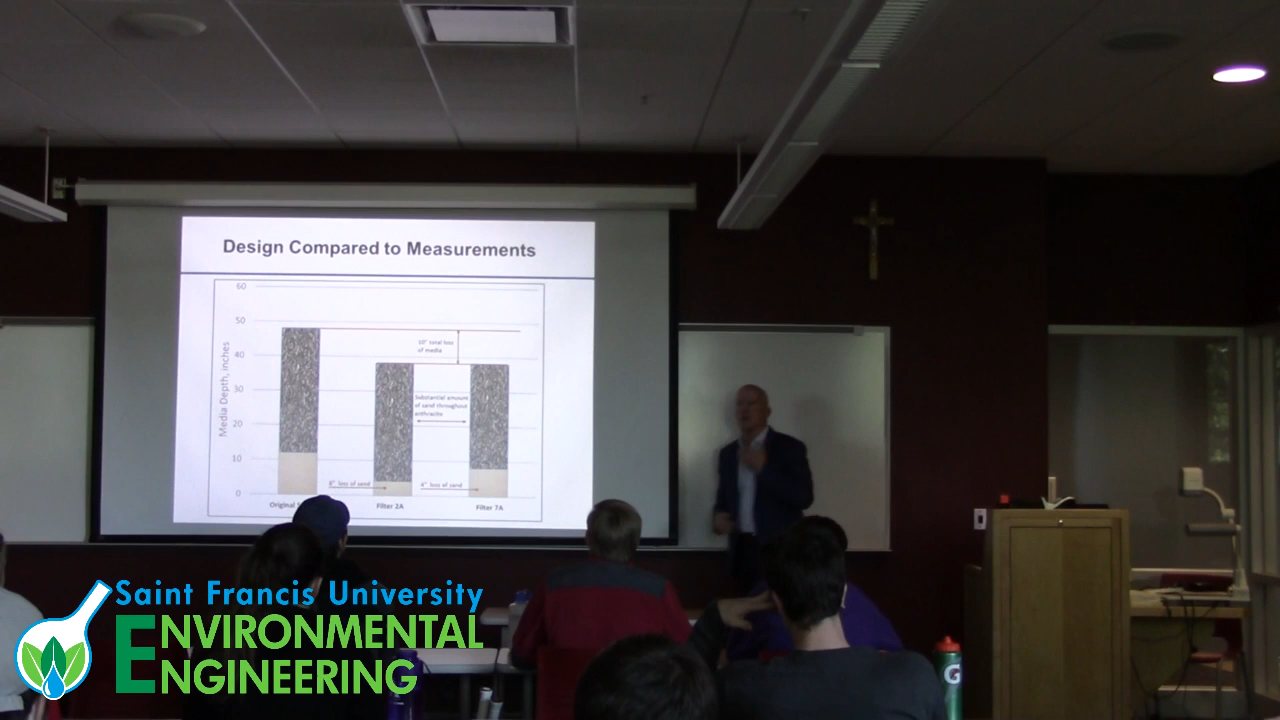 Design Compared to Measurements
60
50
40
30
20
10
0
Media Depth, inches
10" total loss
of media
Substantial amount
of sand throughout
anthracite
8" loss of sand
4" loss of sand
Original
Filter 2A
Filter 7A
G
Saint Francis University
ENVIRONMENTAL
ENGINEERING